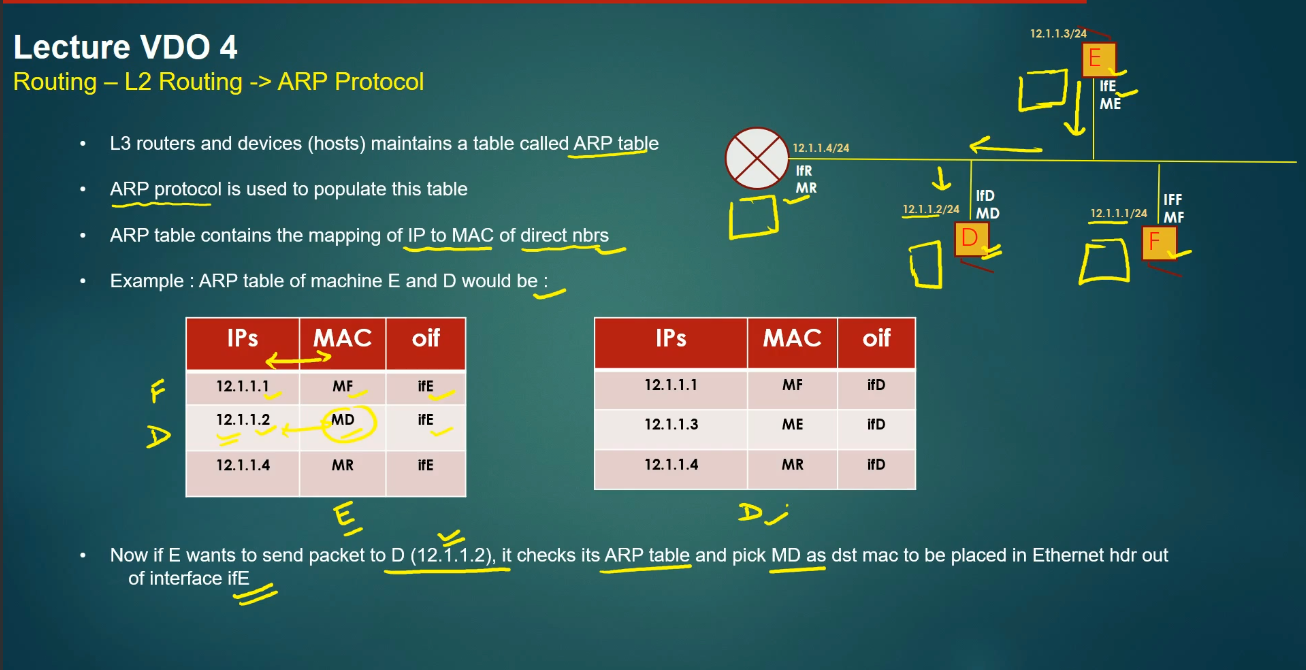 Lecture VDO 4
Routing – L2 Routing -> ARP Protocol
• L3 routers and devices (hosts) maintains a table called ARP table
• ARP protocol is used to populate this table
• ARP table contains the mapping of IP to MAC of direct nbrs
• Example : ARP table of machine E and D would be :
12.1.1.3/24
E
IfE
ME
12.1.1.4/24
IfR
MR
IfD
MD
12.1.1.2/24
D
IFF
MF
12.1.1.1/24
F
IPs MAC oif
F 12.1.1.1 MF ifE
D 12.1.1.2 MD ifE
12.1.1.4 MR ifE
E
IPs MAC oif
12.1.1.1 MF ifD
12.1.1.3 ME ifD
12.1.1.4 MR ifD
D
• Now if E wants to send packet to D (12.1.1.2), it checks its ARP table and pick MD as dst mac to be placed in Ethernet hdr out
of interface ifE